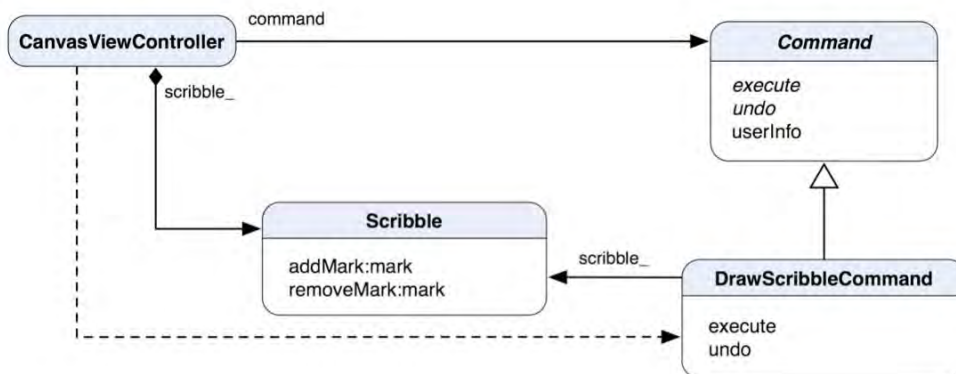 command
CanvasViewController
Command
scribble_
execute
undo
userInfo
Scribble
addMark:mark
removeMark:mark
scribble_
DrawScribbleCommand
execute
undo